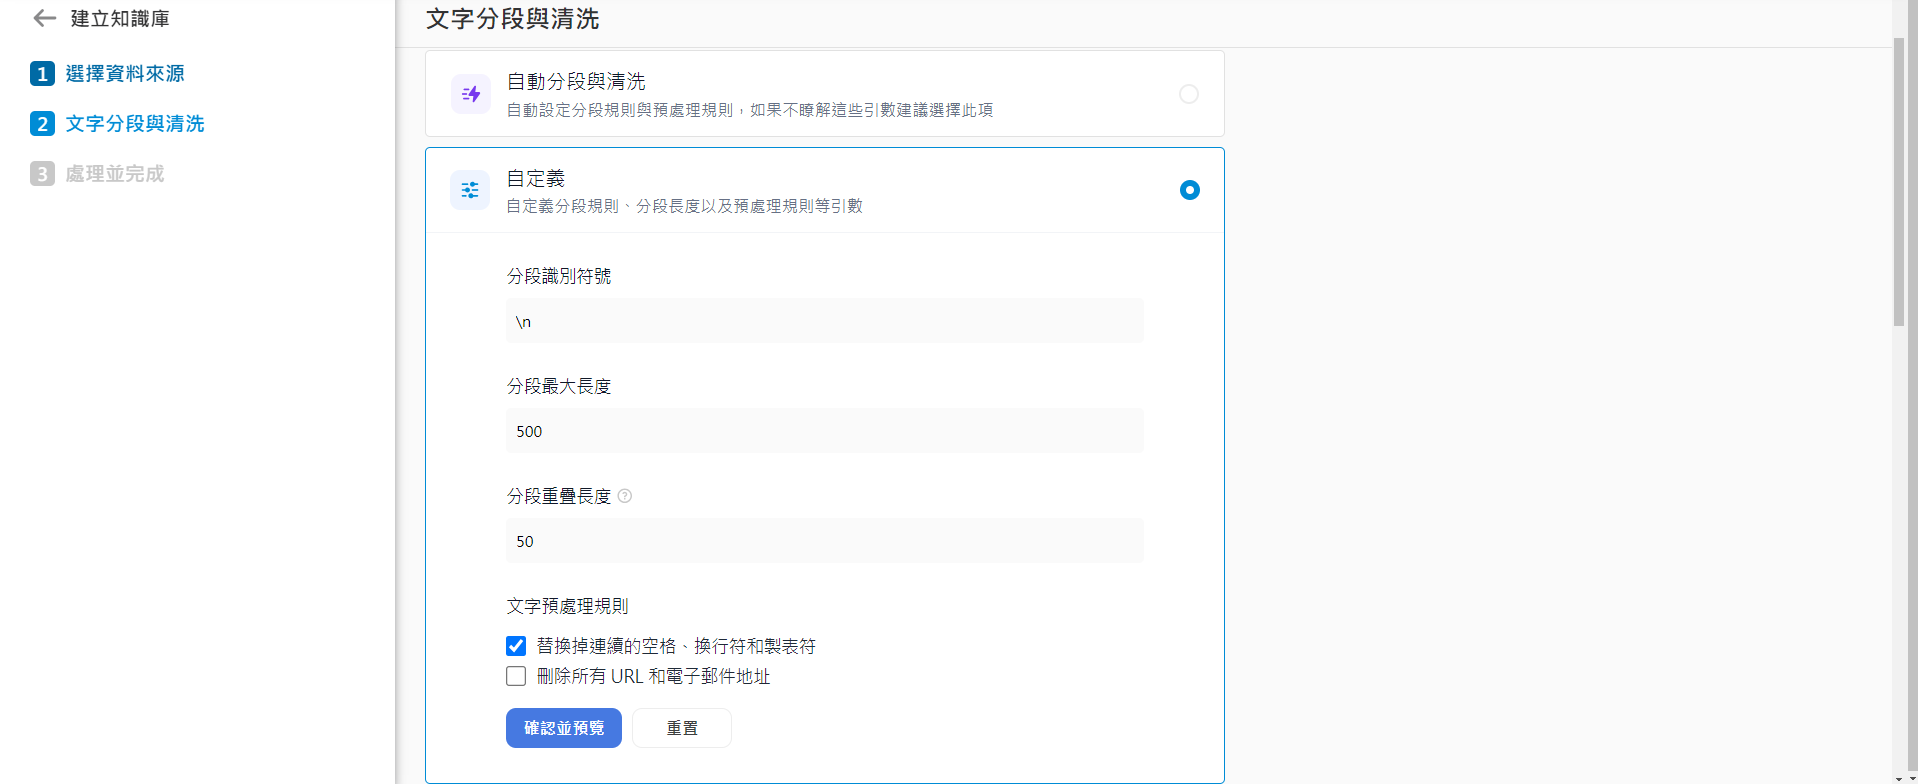 建立知識庫
1 選擇資料來源
2 文字分段與清洗
3 處理並完成
文字分段與清洗
自動分段與清洗
自動設定分段規則與預處理規則，如果不瞭解這些引數建議選擇此項
自定義
自定義分段規則、分段長度以及預處理規則等引數
分段識別符號
\n
分段最大長度
500
分段重疊長度
50
文字預處理規則
替換掉連續的空格、換行符和製表符
刪除所有 URL 和電子郵件地址
確認並預覽
重置